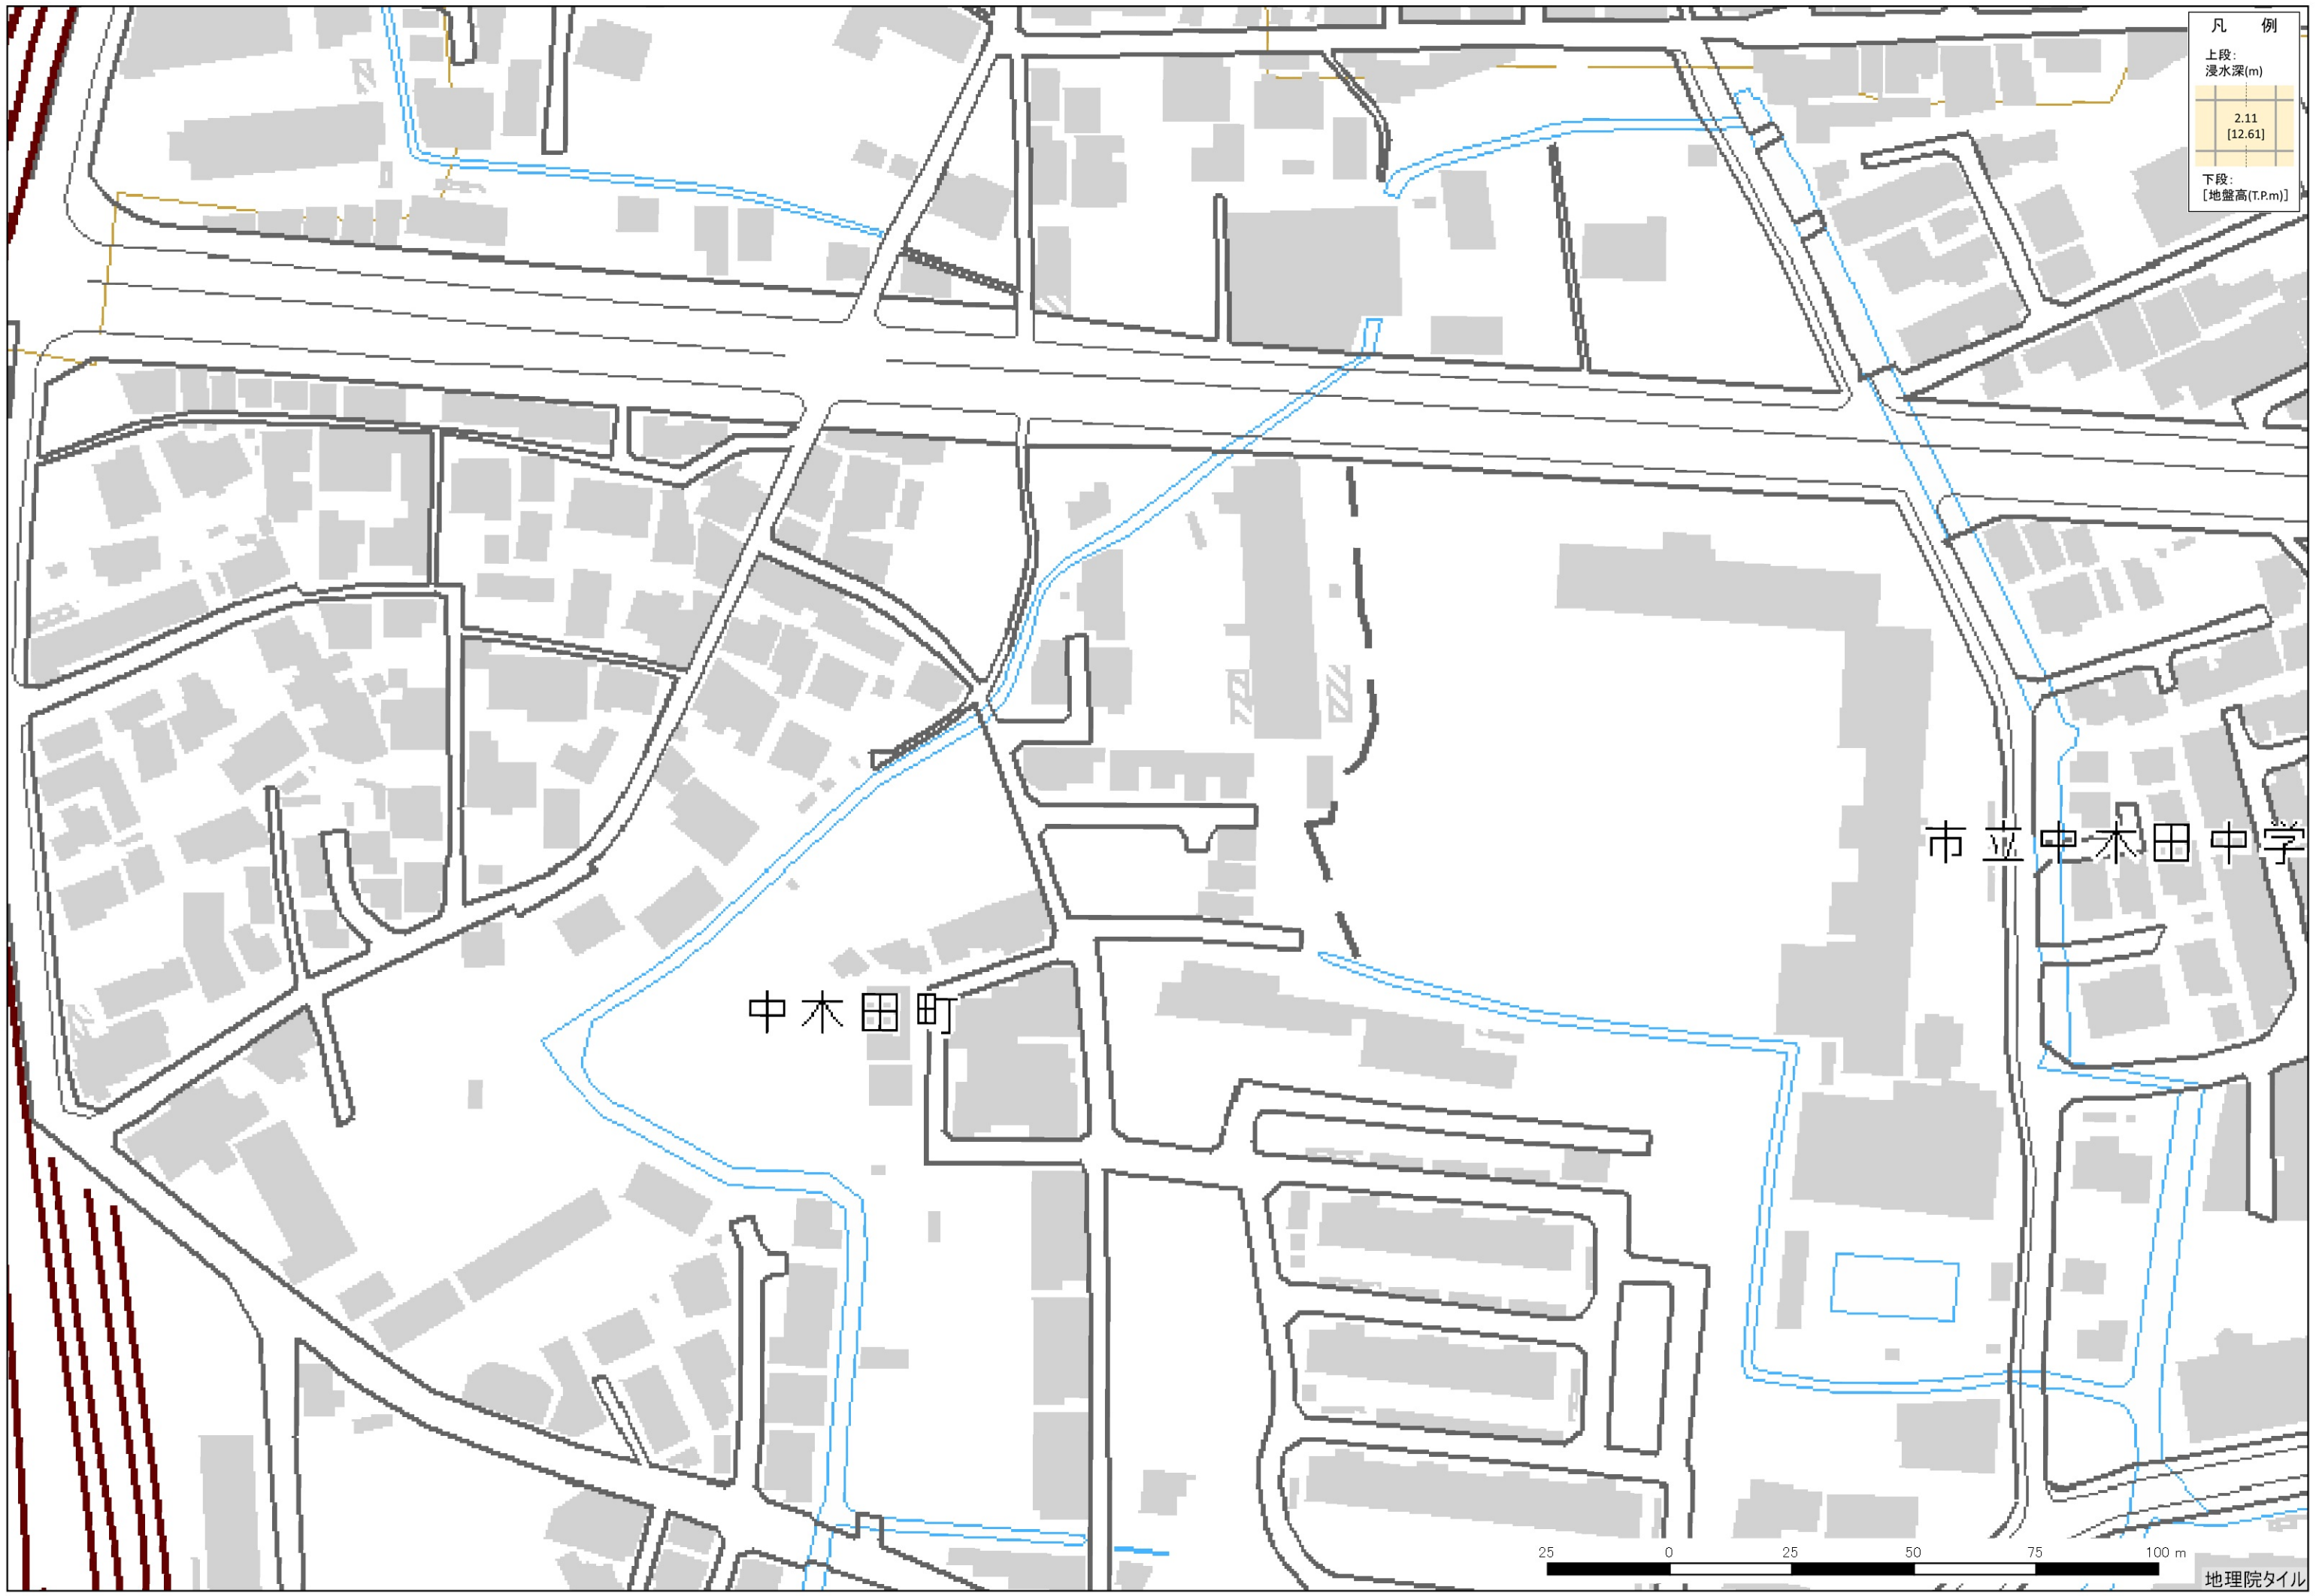 凡 例
上段:
浸水深(m)
2.11
[12.61]
下段:
[地盤高(T.P.m)]
市立中木田中学
中木田町
25 0 25 50 75 100 m
地理院タイル